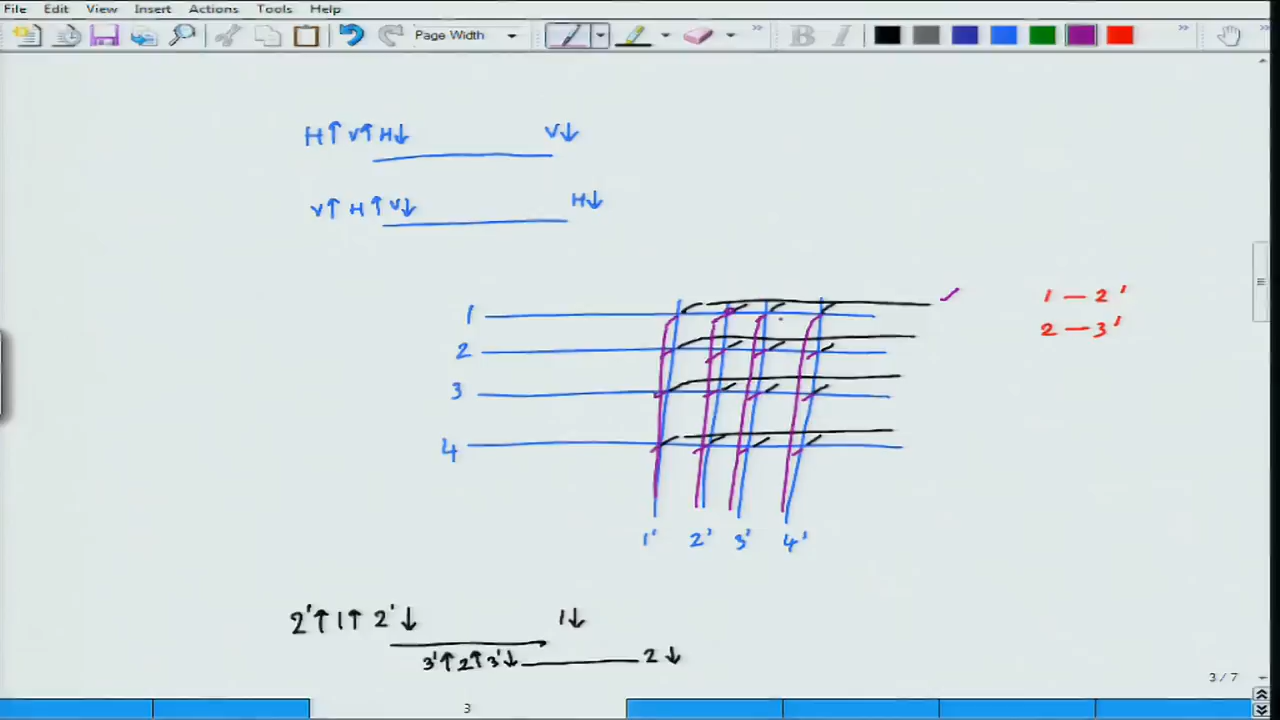 File Edit View Insert Actions Tools Help
Page Width
B I
H↑ V↑ H↓ V↓
V↑ H↑ V↓ H↓
1
2
3
4
1' 2' 3' 4'
1 — 2'
2 — 3'
2'↑ 1↑ 2'↓ 1↓
3'↑ 2↑ 3'↓ 2↓
3 / 7
3